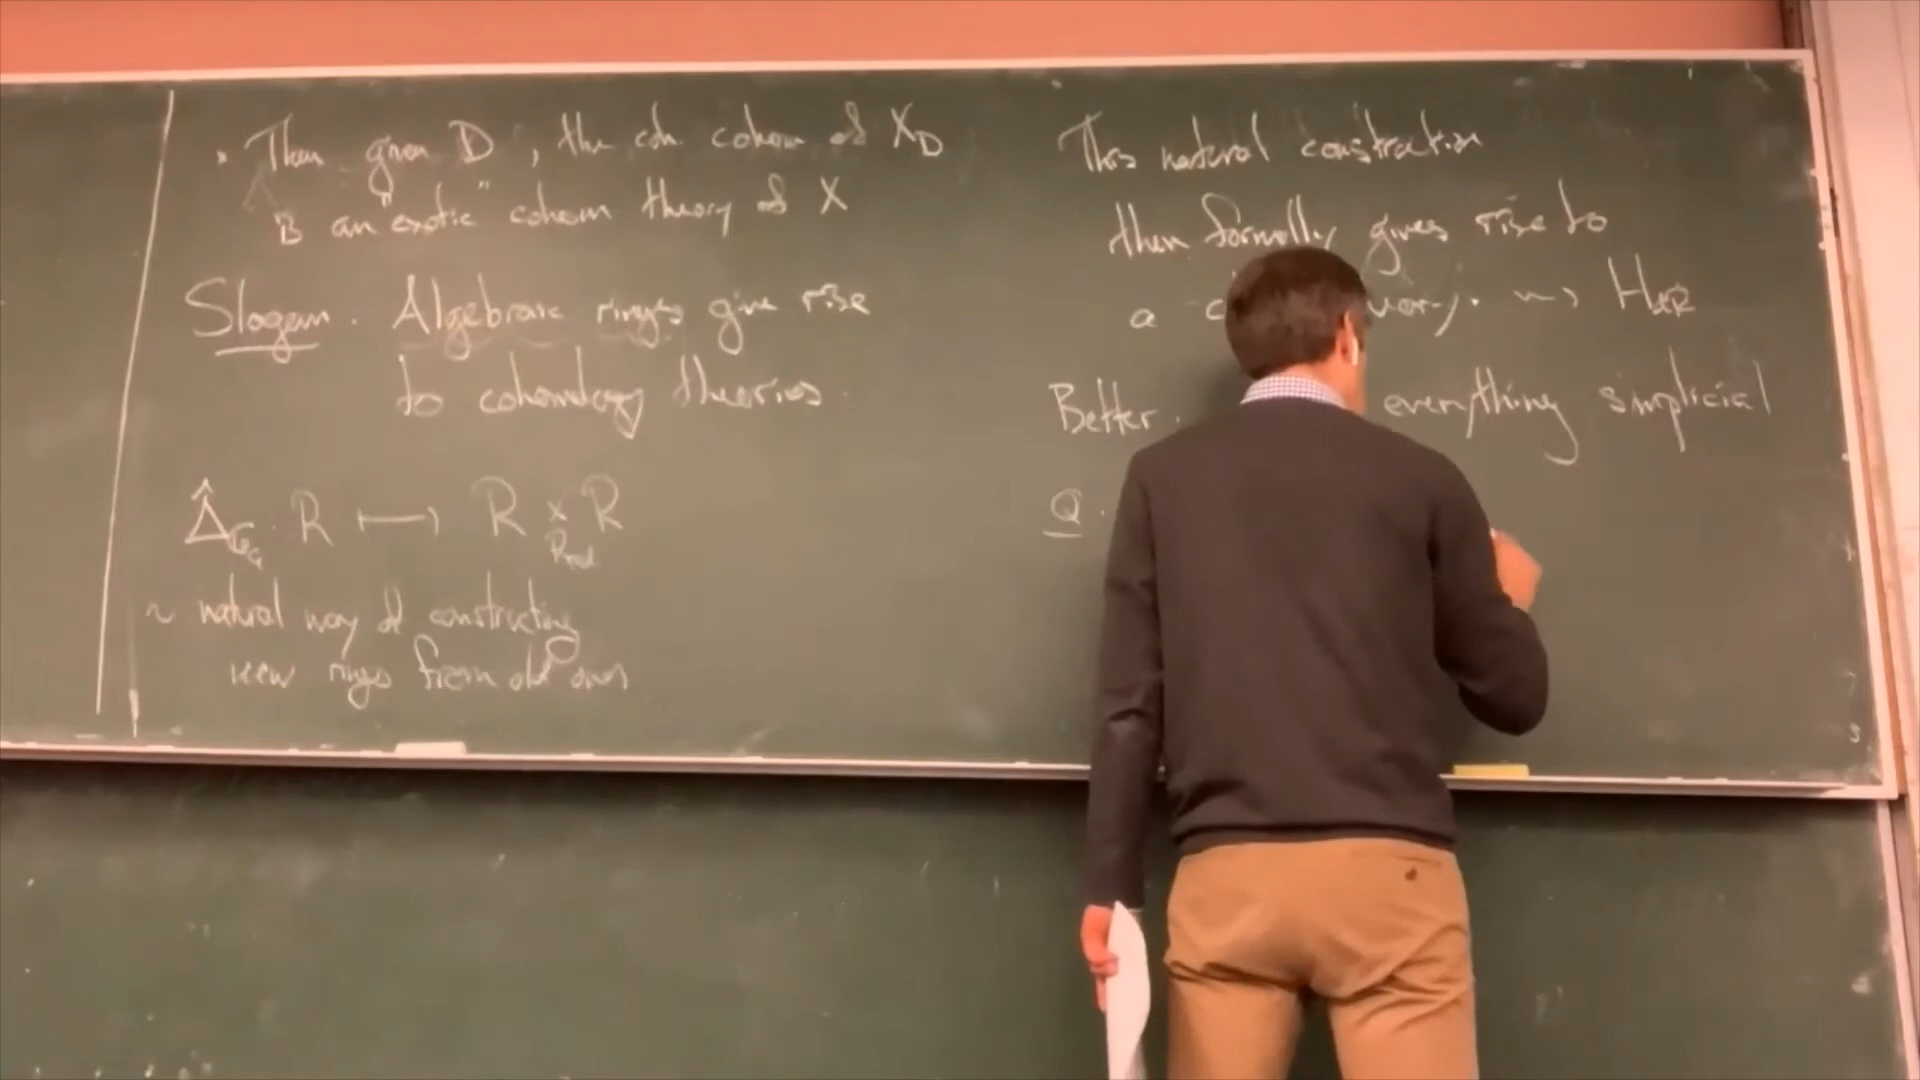 • Then given D, the coh. cohom of X_D
is an "exotic" cohom theory of X
Slogan. Algebraic rings give rise
to cohomology theories.
Δ̂_{G_a}: R ⟼ R ×_{R_red} R
~ natural way of constructing
new rings from old ones
This natural construction
then formally gives rise to
a ⇝ H_dR
Better. everything simplicial
Q.